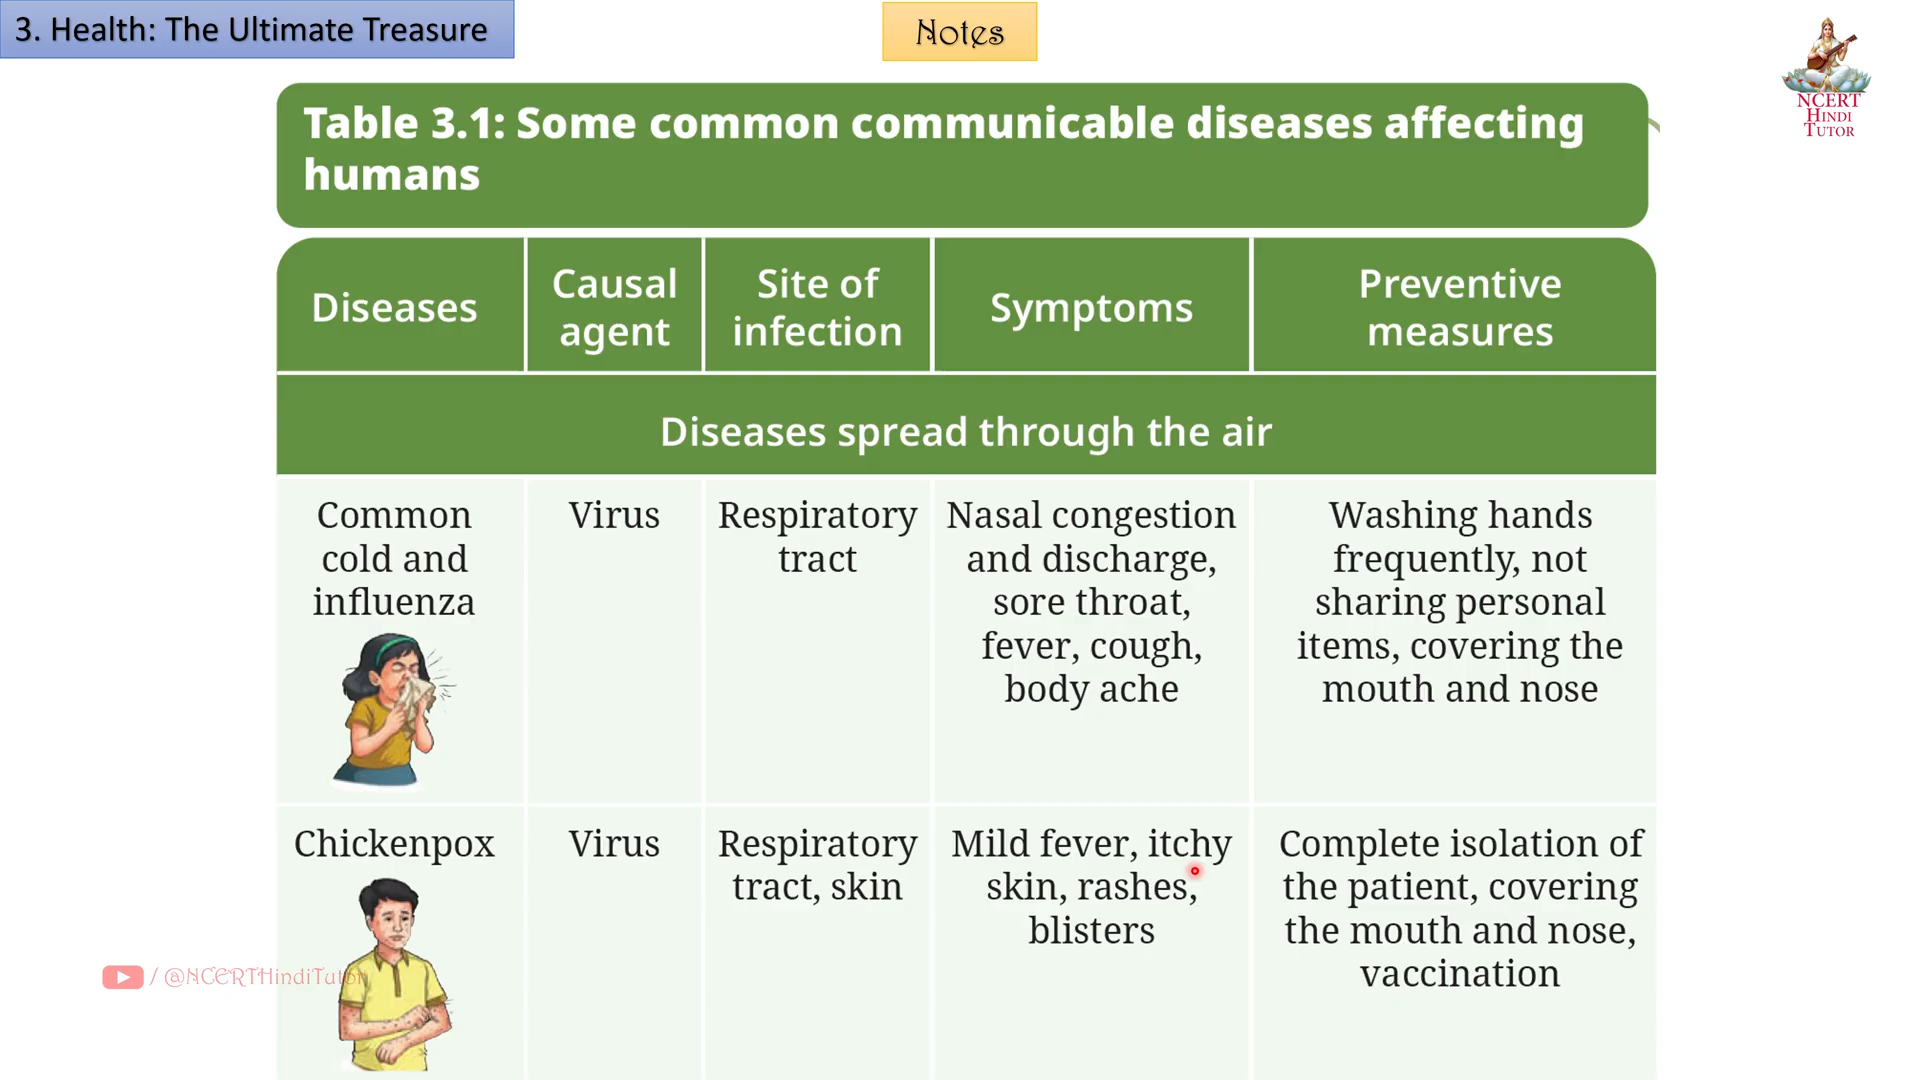 3. Health: The Ultimate Treasure
Notes
NCERT
HINDI
TUTOR
Table 3.1: Some common communicable diseases affecting
humans
Diseases
Causal
agent
Site of
infection
Symptoms
Preventive
measures
Diseases spread through the air
Common
cold and
influenza
Virus
Respiratory
tract
Nasal congestion
and discharge,
sore throat,
fever, cough,
body ache
Washing hands
frequently, not
sharing personal
items, covering the
mouth and nose
Chickenpox
Virus
Respiratory
tract, skin
Mild fever, itchy
skin, rashes,
blisters
Complete isolation of
the patient, covering
the mouth and nose,
vaccination
/ @NCERTHindiTutor